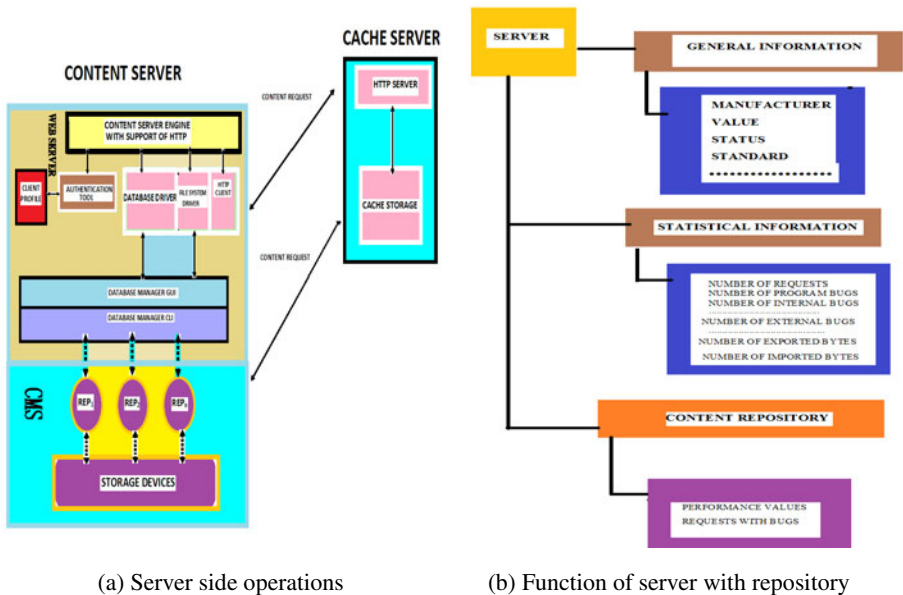 CONTENT SERVER
WEB SERVER
CONTENT SERVER ENGINE
WITH SUPPORT OF HTTP
CLIENT
PROFILE
AUTHENTICATION
TOOL
DATABASE DRIVER
FILE SYSTEM
DRIVER
HTTP
CLIENT
DATABASE MANAGER GUI
DATABASE MANAGER CLI
CMS
REP1
REP2
REPn
STORAGE DEVICES
CONTENT REQUEST
CONTENT REQUEST
CACHE SERVER
HTTP SERVER
CACHE STORAGE
(a) Server side operations
SERVER
GENERAL INFORMATION
MANUFACTURER
VALUE
STATUS
STANDARD
STATISTICAL INFORMATION
NUMBER OF REQUESTS
NUMBER OF PROGRAM BUGS
NUMBER OF INTERNAL BUGS
NUMBER OF EXTERNAL BUGS
NUMBER OF EXPORTED BYTES
NUMBER OF IMPORTED BYTES
CONTENT REPOSITORY
PERFORMANCE VALUES
REQUESTS WITH BUGS
(b) Function of server with repository